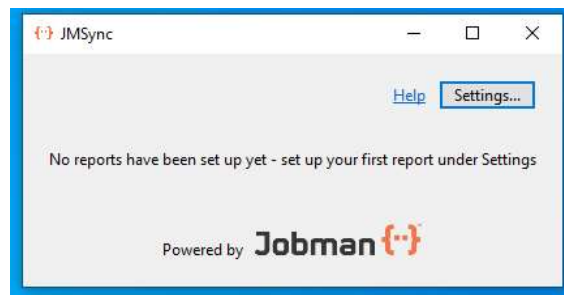 JMSync
Help Settings...
No reports have been set up yet - set up your first report under Settings
Powered by Jobman {··}